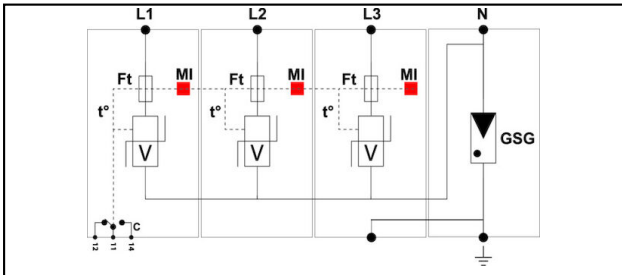 L1 L2 L3 N
Ft MI Ft MI Ft MI
t° t° t°
V V V
GSG
C
12 11 14